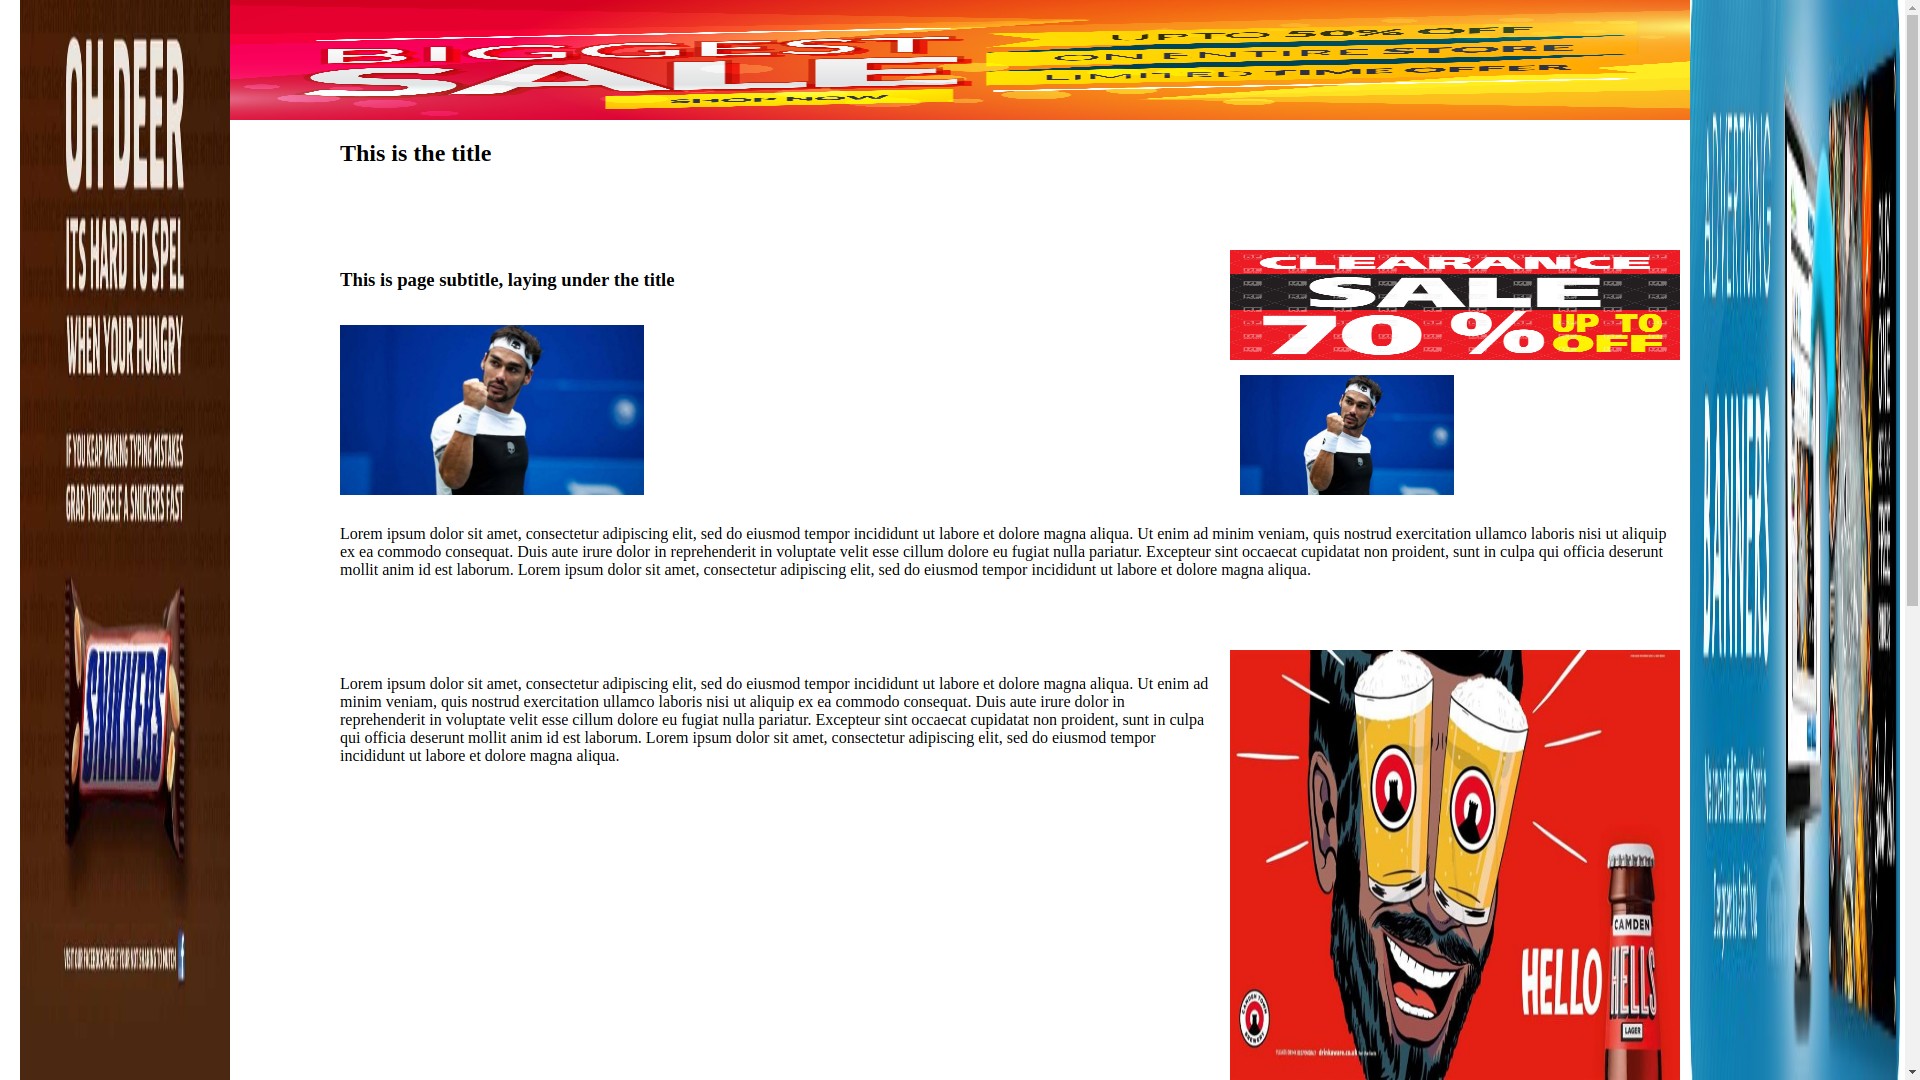 OH DEER
ITS HARD TO SPEL
WHEN YOUR HUNGRY
IF YOU KEAP MAKING TYPING MISTAKES
GRAB YOURSELF A SNICKERS FAST
SNIKKERS
BIGGEST
SALE
SHOP NOW
UPTO 50% OFF
ON ENTIRE STORE
LIMITED TIME OFFER
This is the title
This is page subtitle, laying under the title
CLEARANCE
SALE
70% UP TO
OFF
Lorem ipsum dolor sit amet, consectetur adipiscing elit, sed do eiusmod tempor incididunt ut labore et dolore magna aliqua. Ut enim ad minim veniam, quis nostrud exercitation ullamco laboris nisi ut aliquip
ex ea commodo consequat. Duis aute irure dolor in reprehenderit in voluptate velit esse cillum dolore eu fugiat nulla pariatur. Excepteur sint occaecat cupidatat non proident, sunt in culpa qui officia deserunt
mollit anim id est laborum. Lorem ipsum dolor sit amet, consectetur adipiscing elit, sed do eiusmod tempor incididunt ut labore et dolore magna aliqua.
Lorem ipsum dolor sit amet, consectetur adipiscing elit, sed do eiusmod tempor incididunt ut labore et dolore magna aliqua. Ut enim ad
minim veniam, quis nostrud exercitation ullamco laboris nisi ut aliquip ex ea commodo consequat. Duis aute irure dolor in
reprehenderit in voluptate velit esse cillum dolore eu fugiat nulla pariatur. Excepteur sint occaecat cupidatat non proident, sunt in culpa
qui officia deserunt mollit anim id est laborum. Lorem ipsum dolor sit amet, consectetur adipiscing elit, sed do eiusmod tempor
incididunt ut labore et dolore magna aliqua.
CAMDEN
HELLO HELLS
LAGER
CAMDEN TOWN
BREWERY
drinkaware.co.uk
ADVERTISING
BANNERS